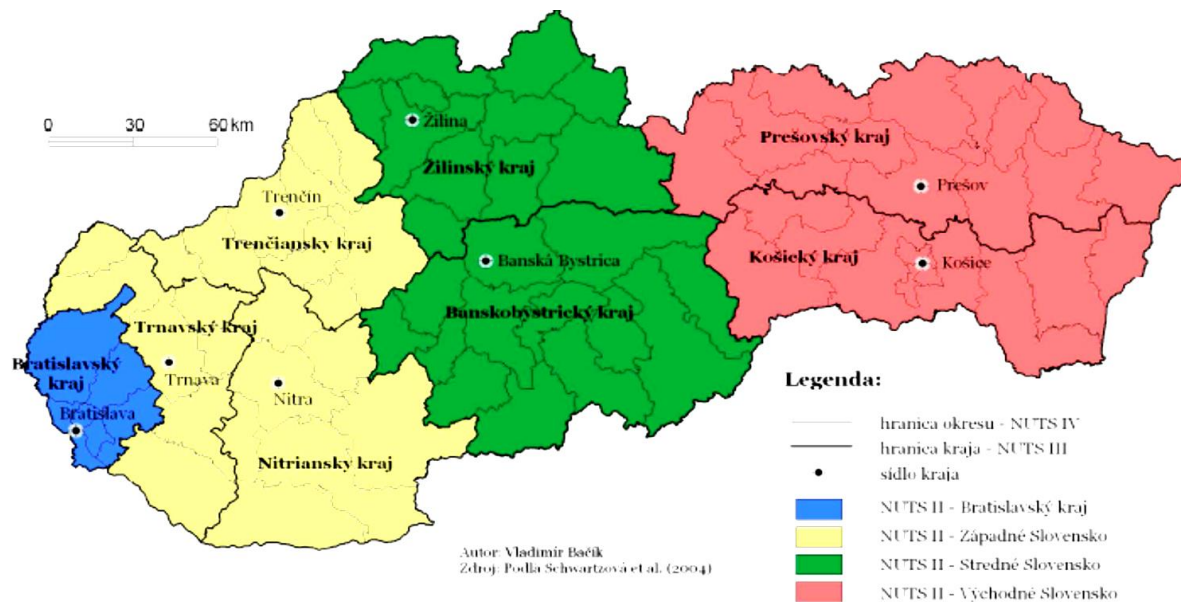 0 30 60 km
Žilina
Žilinský kraj
Prešovský kraj
Prešov
Trenčín
Trenčiansky kraj
Banská Bystrica
Banskobystrický kraj
Košický kraj
Košice
Trnavský kraj
Trnava
Bratislavský
kraj
Bratislava
Nitra
Nitriansky kraj
Legenda:
hranica okresu - NUTS IV
hranica kraja - NUTS III
sídlo kraja
NUTS II - Bratislavský kraj
NUTS II - Západné Slovensko
NUTS II - Stredné Slovensko
NUTS II - Východné Slovensko
Autor: Vladimír Bačík
Zdroj: Podľa Schwartzová et al. (2004)